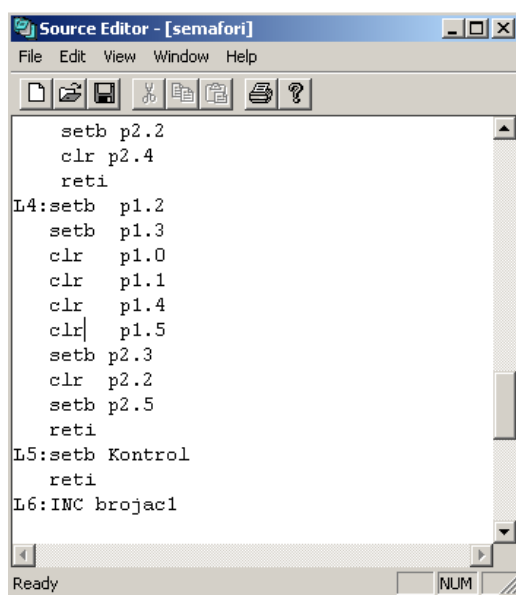 Source Editor - [semafori]
File Edit View Window Help
setb p2.2
clr p2.4
reti
L4:setb p1.2
setb p1.3
clr p1.0
clr p1.1
clr p1.4
clr p1.5
setb p2.3
clr p2.2
setb p2.5
reti
L5:setb Kontrol
reti
L6:INC brojac1
Ready NUM